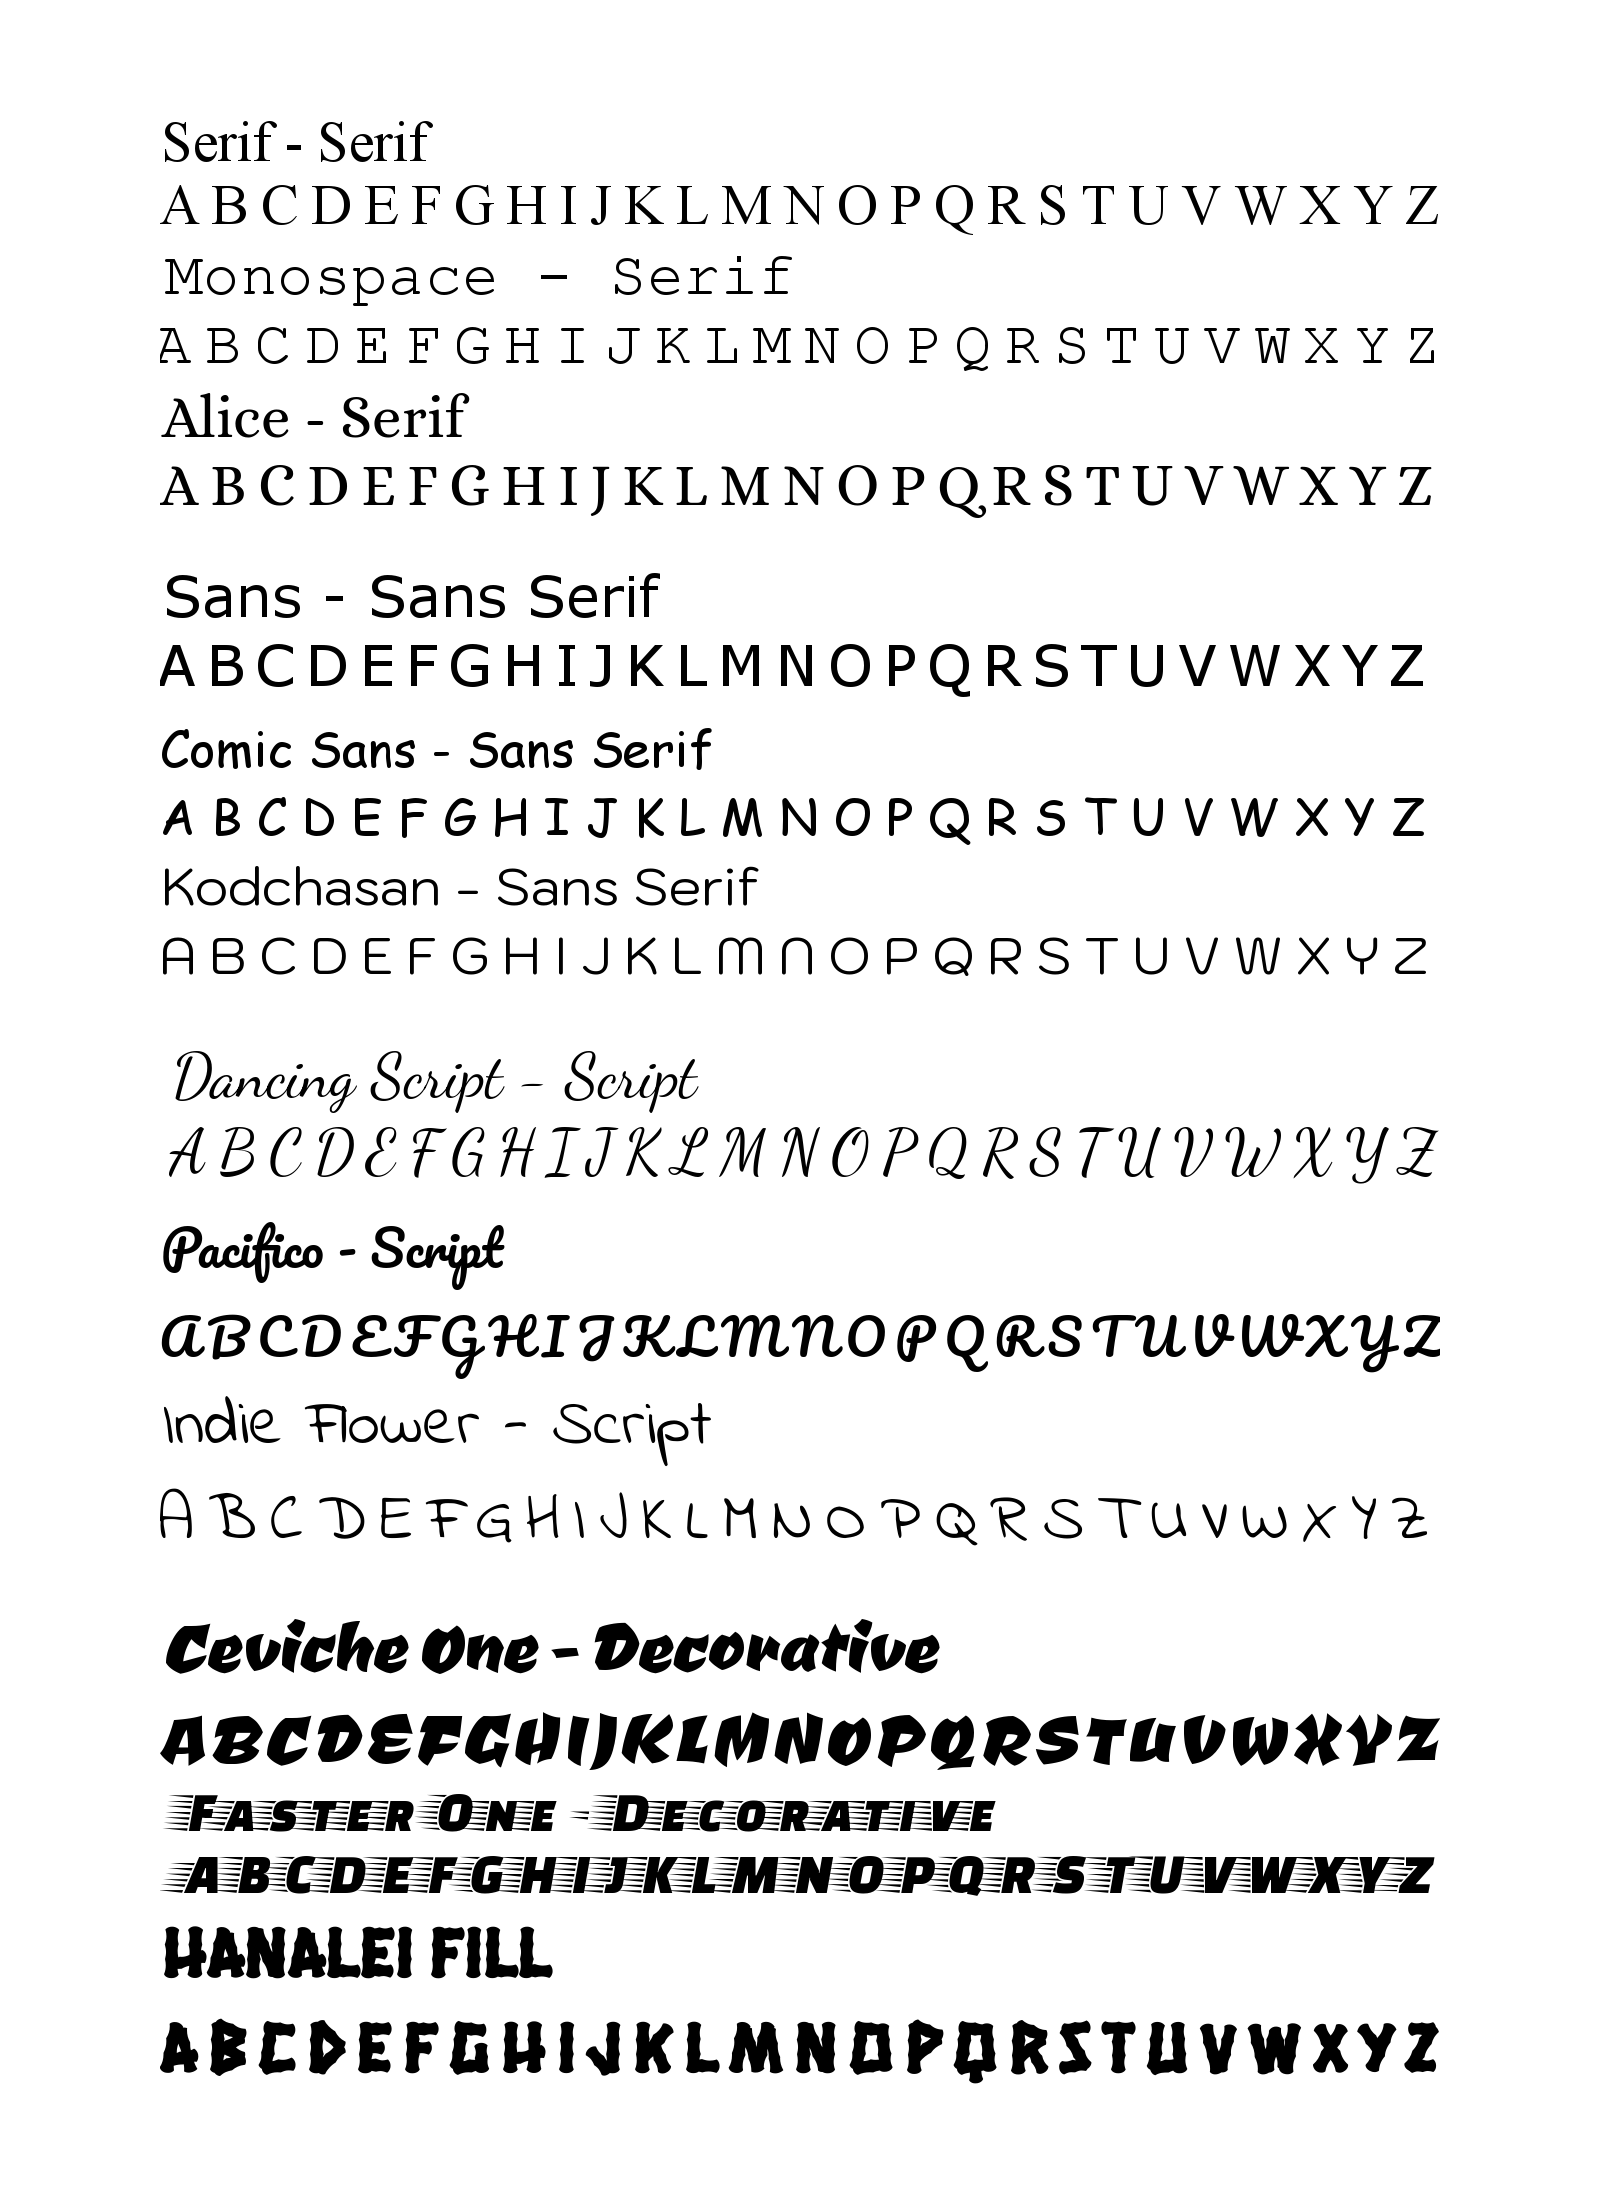 Serif - Serif
A B C D E F G H I J K L M N O P Q R S T U V W X Y Z
Monospace - Serif
A B C D E F G H I J K L M N O P Q R S T U V W X Y Z
Alice - Serif
A B C D E F G H I J K L M N O P Q R S T U V W X Y Z
Sans - Sans Serif
A B C D E F G H I J K L M N O P Q R S T U V W X Y Z
Comic Sans - Sans Serif
A B C D E F G H I J K L M N O P Q R S T U V W X Y Z
Kodchasan - Sans Serif
A B C D E F G H I J K L M N O P Q R S T U V W X Y Z
Dancing Script - Script
A B C D E F G H I J K L M N O P Q R S T U V W X Y Z
Pacifico - Script
A B C D E F G H I J K L M N O P Q R S T U V W X Y Z
Indie Flower - Script
A B C D E F G H I J K L M N O P Q R S T U V W X Y Z
Ceviche One - Decorative
A B C D E F G H I J K L M N O P Q R S T U V W X Y Z
Faster One - Decorative
A B C D E F G H I J K L M N O P Q R S T U V W X Y Z
HANALEI FILL
A B C D E F G H I J K L M N O P Q R S T U V W X Y Z